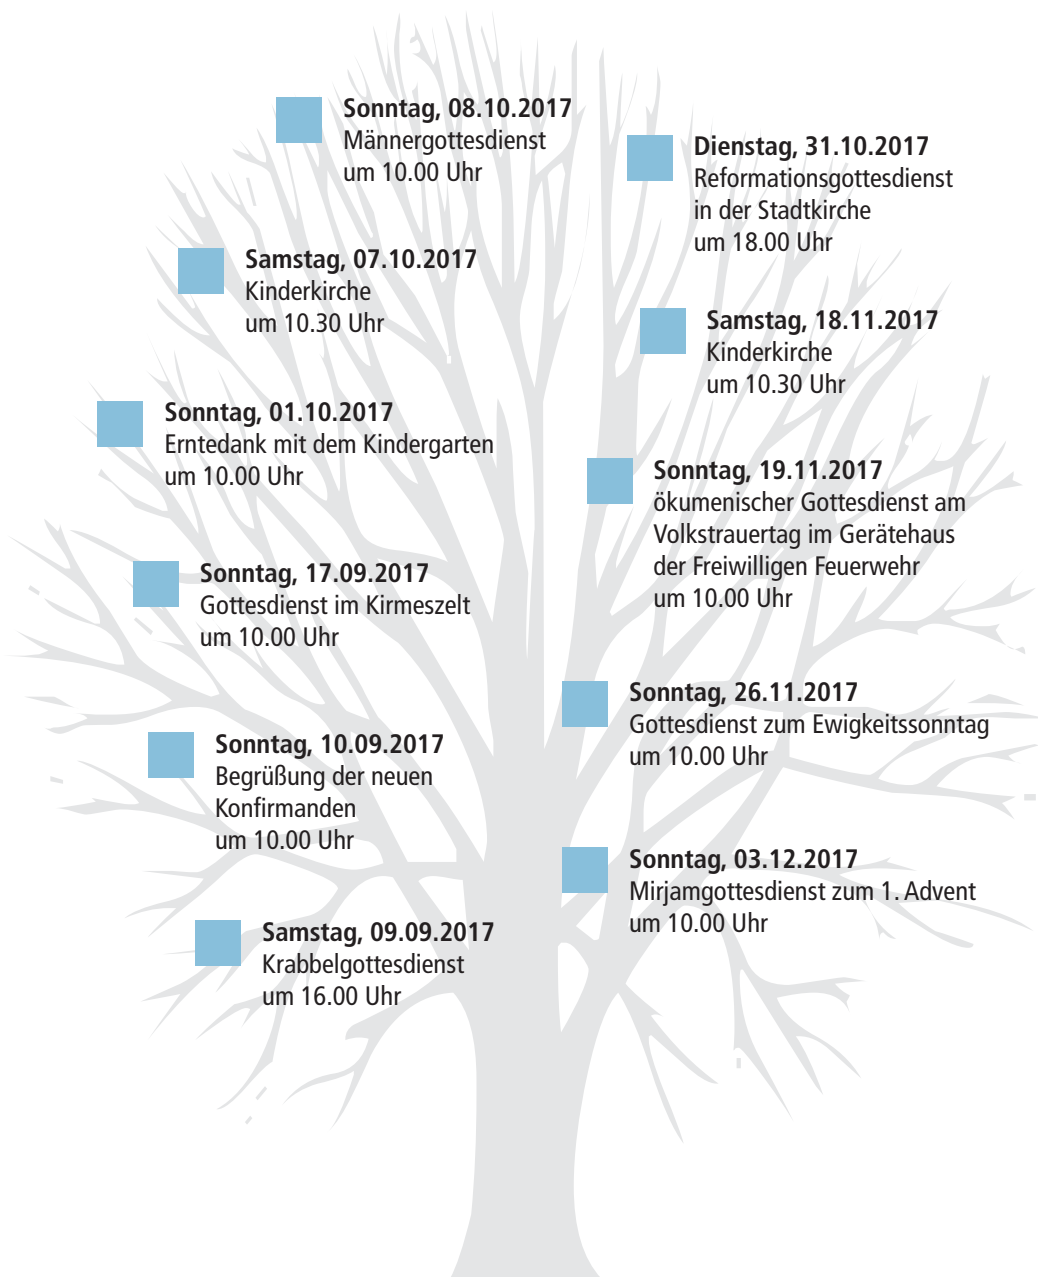 Sonntag, 08.10.2017
Männergottesdienst
um 10.00 Uhr
Dienstag, 31.10.2017
Reformationsgottesdienst
in der Stadtkirche
um 18.00 Uhr
Samstag, 07.10.2017
Kinderkirche
um 10.30 Uhr
Samstag, 18.11.2017
Kinderkirche
um 10.30 Uhr
Sonntag, 01.10.2017
Erntedank mit dem Kindergarten
um 10.00 Uhr
Sonntag, 19.11.2017
ökumenischer Gottesdienst am
Volkstrauertag im Gerätehaus
der Freiwilligen Feuerwehr
um 10.00 Uhr
Sonntag, 17.09.2017
Gottesdienst im Kirmeszelt
um 10.00 Uhr
Sonntag, 26.11.2017
Gottesdienst zum Ewigkeitssonntag
um 10.00 Uhr
Sonntag, 10.09.2017
Begrüßung der neuen
Konfirmanden
um 10.00 Uhr
Sonntag, 03.12.2017
Mirjamgottesdienst zum 1. Advent
um 10.00 Uhr
Samstag, 09.09.2017
Krabbelgottesdienst
um 16.00 Uhr